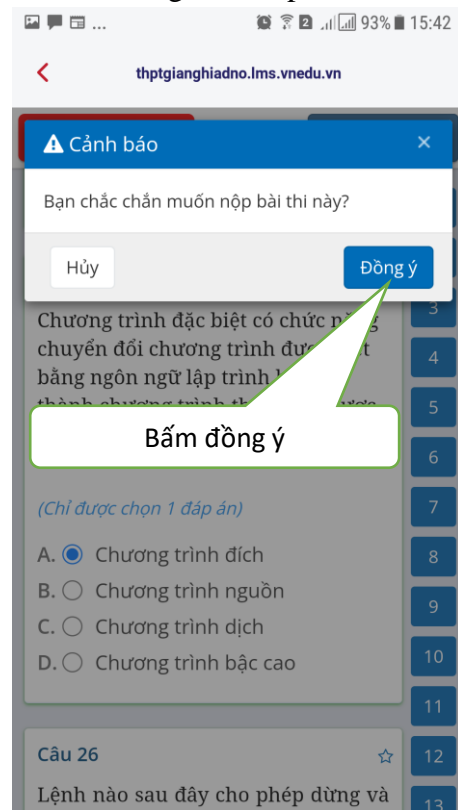 93% 15:42
thptgianghiadno.lms.vnedu.vn
Cảnh báo
Bạn chắc chắn muốn nộp bài thi này?
Hủy
Đồng ý
3
Chương trình đặc biệt có chức
chuyển đổi chương trình
4
bằng ngôn ngữ lập trình
5
Bấm đồng ý
6
(Chỉ được chọn 1 đáp án)
7
A. Chương trình đích
8
B. Chương trình nguồn
9
C. Chương trình dịch
D. Chương trình bậc cao
10
11
Câu 26
12
Lệnh nào sau đây cho phép dừng và
13